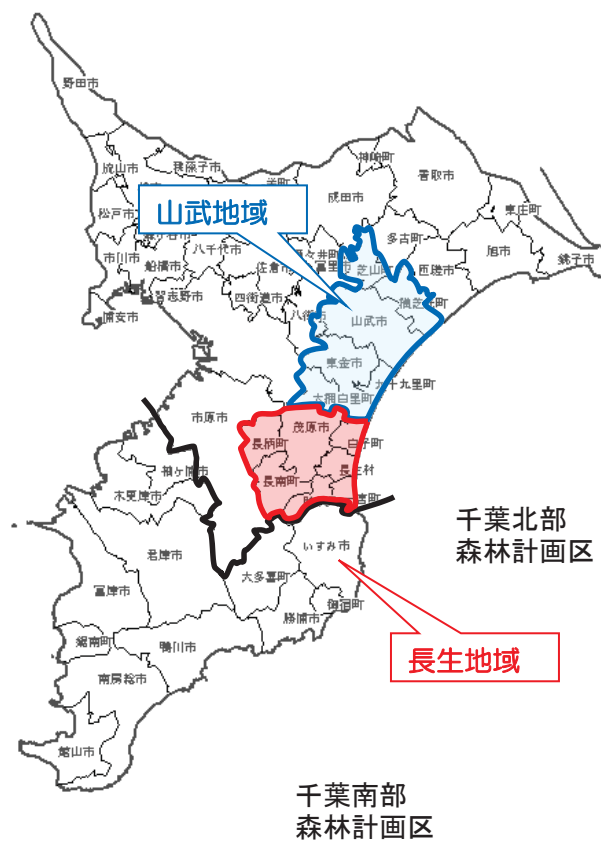 野田市
流山市
我孫子市
神崎町
香取市
東庄町
成田市
松戸市
山武地域
多古町
旭市
銚子市
市川市
船橋市
八千代市
佐倉市
富里市
芝山町
匝瑳市
習志野市
四街道市
浦安市
八街市
山武市
横芝光町
東金市
九十九里町
大網白里町
市原市
茂原市
長柄町
白子町
袖ヶ浦市
長南町
長生村
木更津市
千葉北部
森林計画区
君津市
いすみ市
大多喜町
富津市
御宿町
勝浦市
鋸南町
鴨川市
長生地域
南房総市
館山市
千葉南部
森林計画区